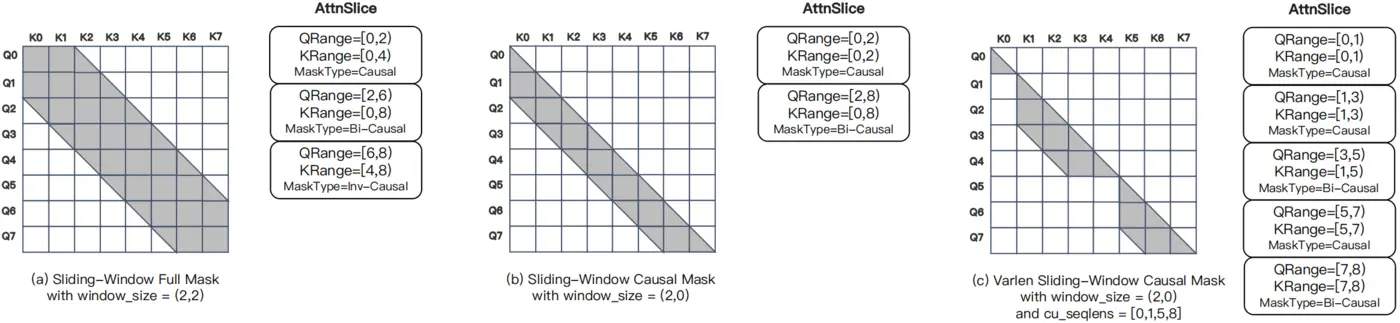 AttnSlice
K0 K1 K2 K3 K4 K5 K6 K7
Q0
Q1
Q2
Q3
Q4
Q5
Q6
Q7
QRange=[0,2)
KRange=[0,4)
MaskType=Causal
QRange=[2,6)
KRange=[0,8)
MaskType=Bi-Causal
QRange=[6,8)
KRange=[4,8)
MaskType=Inv-Causal
(a) Sliding-Window Full Mask
with window_size = (2,2)
AttnSlice
K0 K1 K2 K3 K4 K5 K6 K7
Q0
Q1
Q2
Q3
Q4
Q5
Q6
Q7
QRange=[0,2)
KRange=[0,2)
MaskType=Causal
QRange=[2,8)
KRange=[0,8)
MaskType=Bi-Causal
(b) Sliding-Window Causal Mask
with window_size = (2,0)
AttnSlice
K0 K1 K2 K3 K4 K5 K6 K7
Q0
Q1
Q2
Q3
Q4
Q5
Q6
Q7
QRange=[0,1)
KRange=[0,1)
MaskType=Causal
QRange=[1,3)
KRange=[1,3)
MaskType=Causal
QRange=[3,5)
KRange=[1,5)
MaskType=Bi-Causal
QRange=[5,7)
KRange=[5,7)
MaskType=Causal
QRange=[7,8)
KRange=[7,8)
MaskType=Bi-Causal
(c) Varlen Sliding-Window Causal Mask
with window_size = (2,0)
and cu_seqlens = [0,1,5,8]